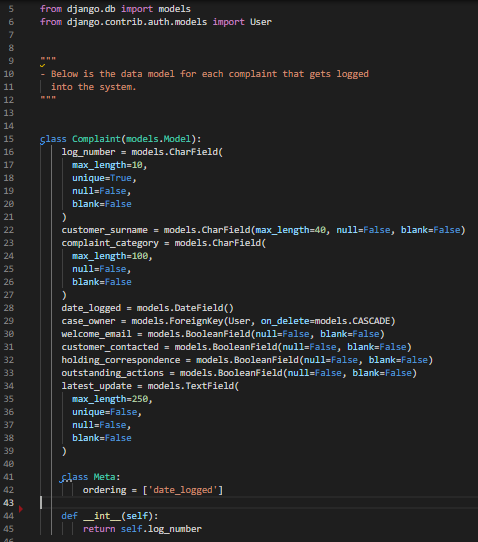 5 from django.db import models
6 from django.contrib.auth.models import User
7
8
9 """
10 - Below is the data model for each complaint that gets logged
11   into the system.
12 """
13
14
15 class Complaint(models.Model):
16     log_number = models.CharField(
17       max_length=10,
18       unique=True,
19       null=False,
20       blank=False
21     )
22     customer_surname = models.CharField(max_length=40, null=False, blank=False)
23     complaint_category = models.CharField(
24       max_length=100,
25       null=False,
26       blank=False
27     )
28     date_logged = models.DateField()
29     case_owner = models.ForeignKey(User, on_delete=models.CASCADE)
30     welcome_email = models.BooleanField(null=False, blank=False)
31     customer_contacted = models.BooleanField(null=False, blank=False)
32     holding_correspondence = models.BooleanField(null=False, blank=False)
33     outstanding_actions = models.BooleanField(null=False, blank=False)
34     latest_update = models.TextField(
35       max_length=250,
36       unique=False,
37       null=False,
38       blank=False
39     )
40
41     class Meta:
42         ordering = ['date_logged']
43
44     def __int__(self):
45         return self.log_number